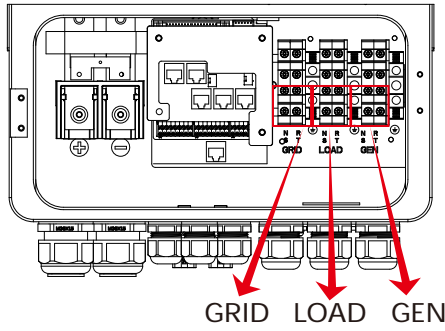 + −
N R N R N R
S T S T S T
GRID LOAD GEN
GRID LOAD GEN